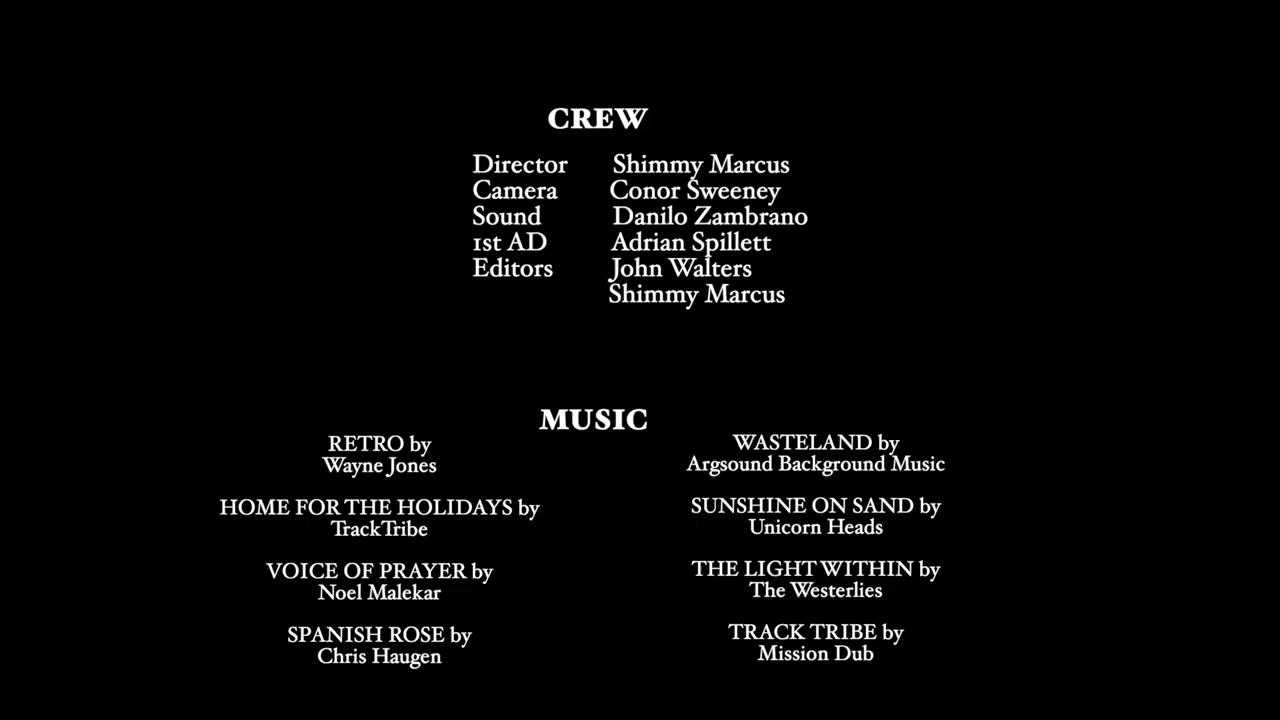 CREW
Director Shimmy Marcus
Camera Conor Sweeney
Sound Danilo Zambrano
1st AD Adrian Spillett
Editors John Walters
Shimmy Marcus
MUSIC
RETRO by
Wayne Jones
HOME FOR THE HOLIDAYS by
TrackTribe
VOICE OF PRAYER by
Noel Malekar
SPANISH ROSE by
Chris Haugen
WASTELAND by
Argsound Background Music
SUNSHINE ON SAND by
Unicorn Heads
THE LIGHT WITHIN by
The Westerlies
TRACK TRIBE by
Mission Dub